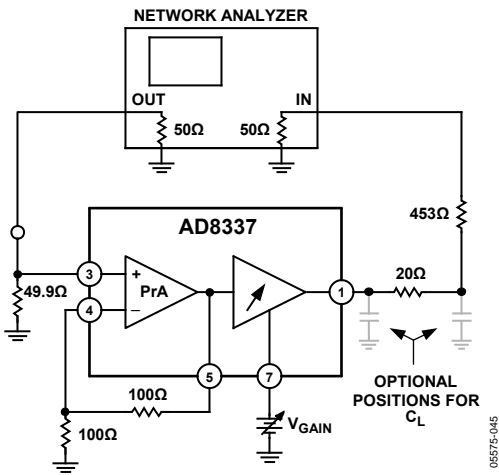 NETWORK ANALYZER
OUT
IN
50Ω
50Ω
453Ω
AD8337
49.9Ω
3
+
PrA
4
–
1
20Ω
5
7
100Ω
100Ω
VGAIN
OPTIONAL
POSITIONS FOR
CL
05575-045